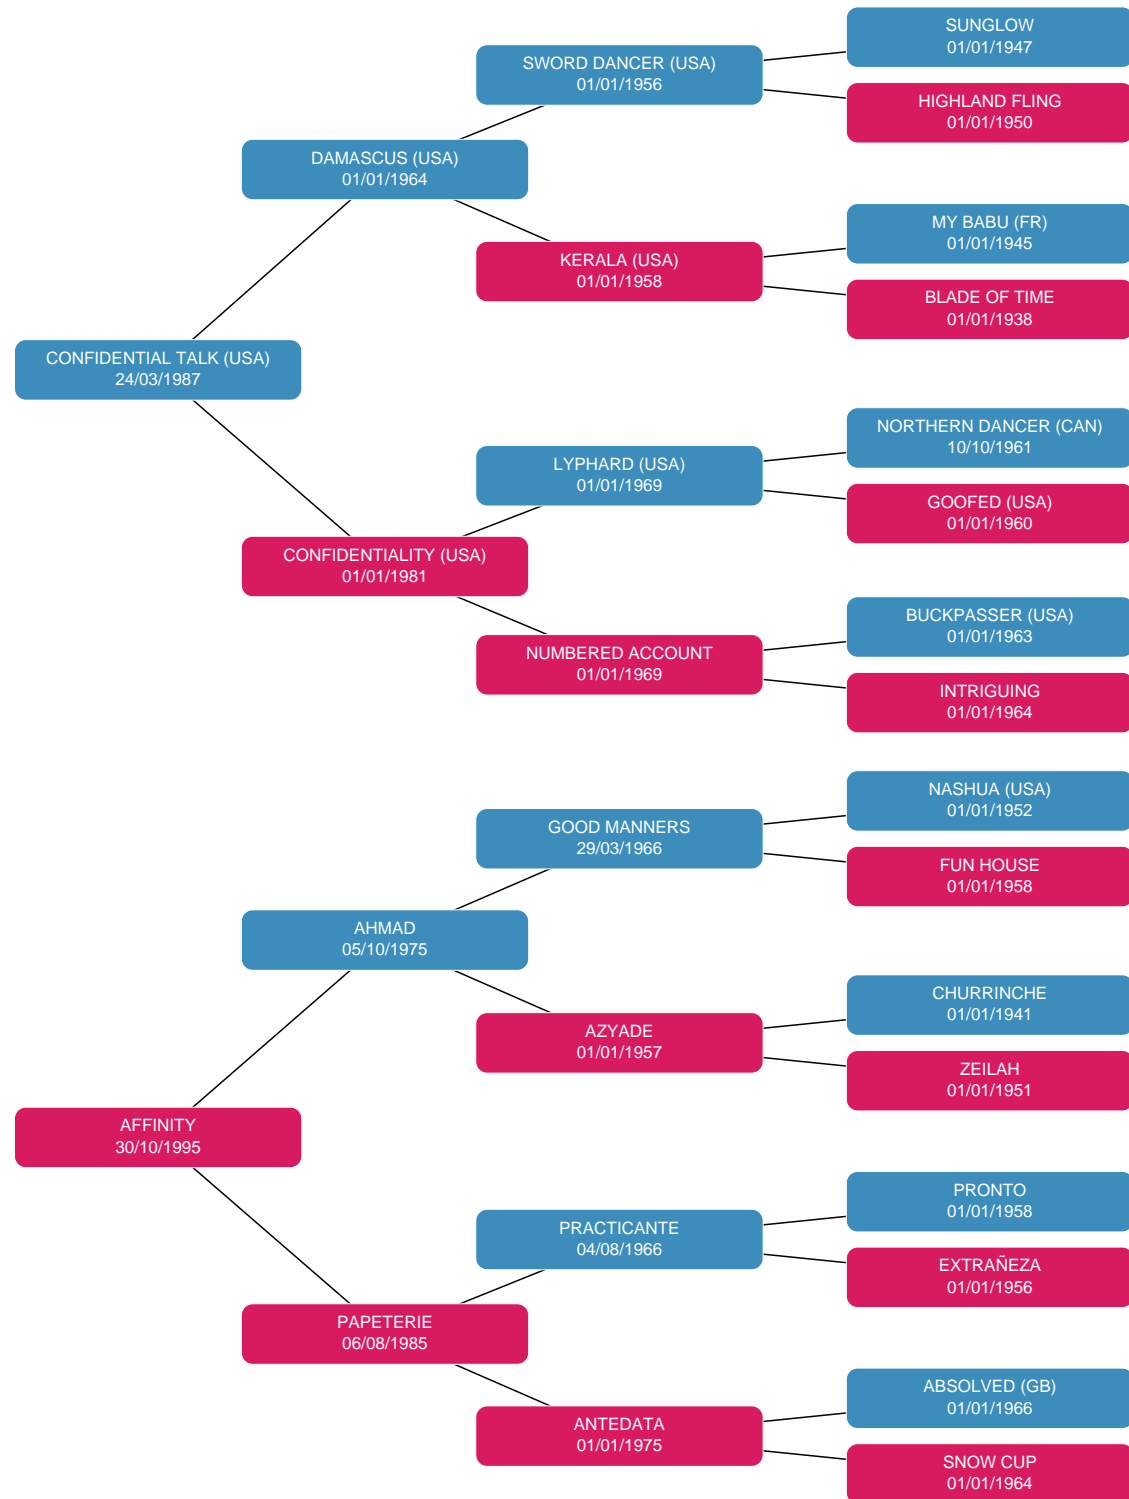 SUNGLOW
01/01/1947
SWORD DANCER (USA)
01/01/1956
HIGHLAND FLING
01/01/1950
DAMASCUS (USA)
01/01/1964
MY BABU (FR)
01/01/1945
KERALA (USA)
01/01/1958
BLADE OF TIME
01/01/1938
CONFIDENTIAL TALK (USA)
24/03/1987
NORTHERN DANCER (CAN)
10/10/1961
LYPHARD (USA)
01/01/1969
GOOFED (USA)
01/01/1960
CONFIDENTIALITY (USA)
01/01/1981
BUCKPASSER (USA)
01/01/1963
NUMBERED ACCOUNT
01/01/1969
INTRIGUING
01/01/1964
NASHUA (USA)
01/01/1952
GOOD MANNERS
29/03/1966
FUN HOUSE
01/01/1958
AHMAD
05/10/1975
CHURRINCHE
01/01/1941
AZYADE
01/01/1957
ZEILAH
01/01/1951
AFFINITY
30/10/1995
PRONTO
01/01/1958
PRACTICANTE
04/08/1966
EXTRAÑEZA
01/01/1956
PAPETERIE
06/08/1985
ABSOLVED (GB)
01/01/1966
ANTEDATA
01/01/1975
SNOW CUP
01/01/1964